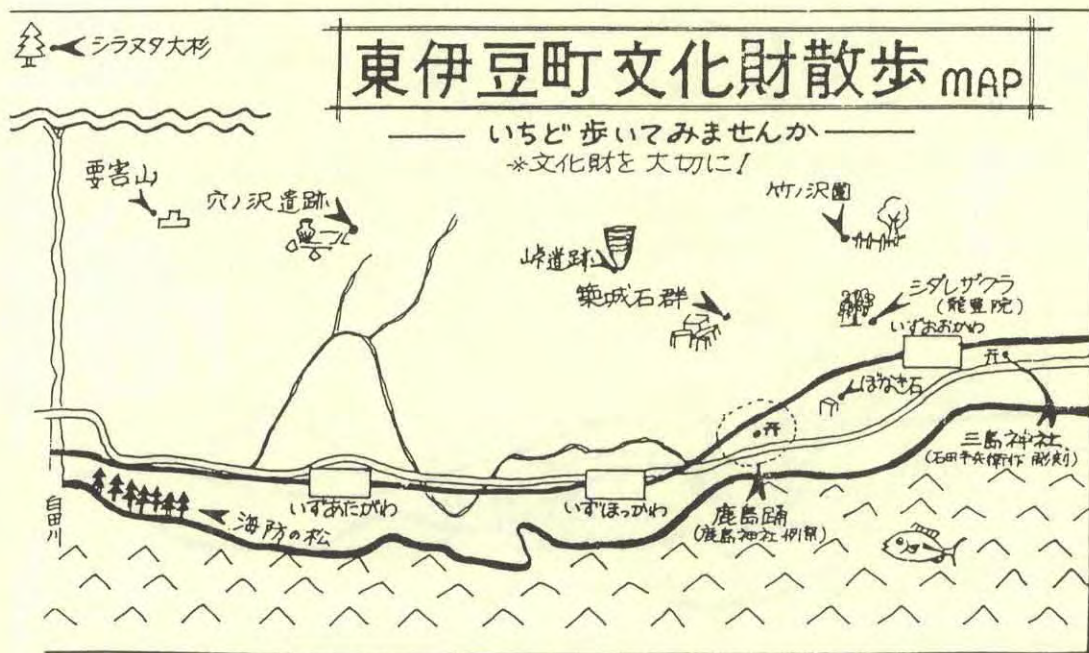 シラヌタ大杉
東伊豆町文化財散歩MAP
いちど歩いてみませんか
※文化財を大切に!
要害山
穴ノ沢遺跡
峠遺跡
築城石群
竹ノ沢園
シダレザクラ
(龍豊院)
いずおおかわ
ぼなき石
三島神社
(石田半兵衛作 彫刻)
いずあたがわ
いずほっかわ
鹿島踊
(鹿島神社例祭)
白田川
海防の松